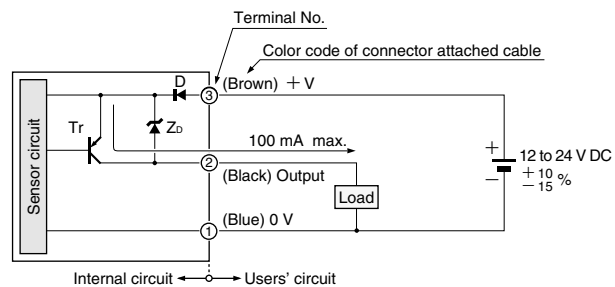 Terminal No.
Color code of connector attached cable
D
3
(Brown) + V
Tr
ZD
100 mA max.
Sensor circuit
2
(Black) Output
Load
+
−
12 to 24 V DC
+ 10
− 15 %
1
(Blue) 0 V
Internal circuit
Users' circuit